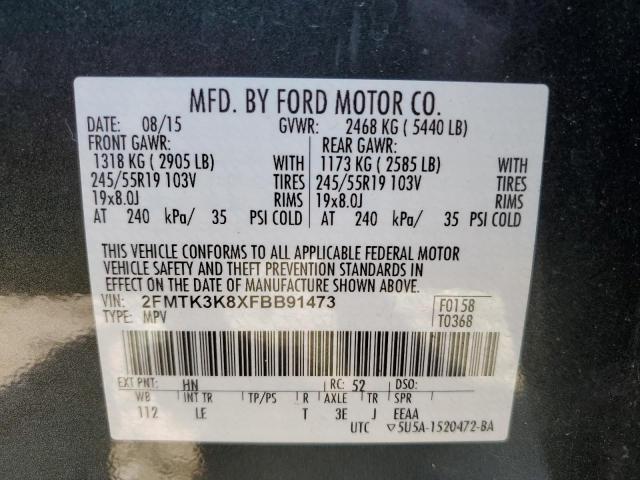 MFD. BY FORD MOTOR CO.
DATE: 08/15 GVWR: 2468 KG ( 5440 LB)
FRONT GAWR: REAR GAWR:
1318 KG ( 2905 LB) WITH 1173 KG ( 2585 LB) WITH
245/55R19 103V TIRES 245/55R19 103V TIRES
19x8.0J RIMS 19x8.0J RIMS
AT 240 kPa/ 35 PSI COLD AT 240 kPa/ 35 PSI COLD
THIS VEHICLE CONFORMS TO ALL APPLICABLE FEDERAL MOTOR
VEHICLE SAFETY AND THEFT PREVENTION STANDARDS IN
EFFECT ON THE DATE OF MANUFACTURE SHOWN ABOVE.
VIN: 2FMTK3K8XFBB91473 F0158
TYPE: MPV T0368
EXT PNT: HN RC: 52 DSO:
WB INT TR TP/PS R AXLE TR SPR
112 LE T 3E J EEAA
UTC ▽5U5A-1520472-BA